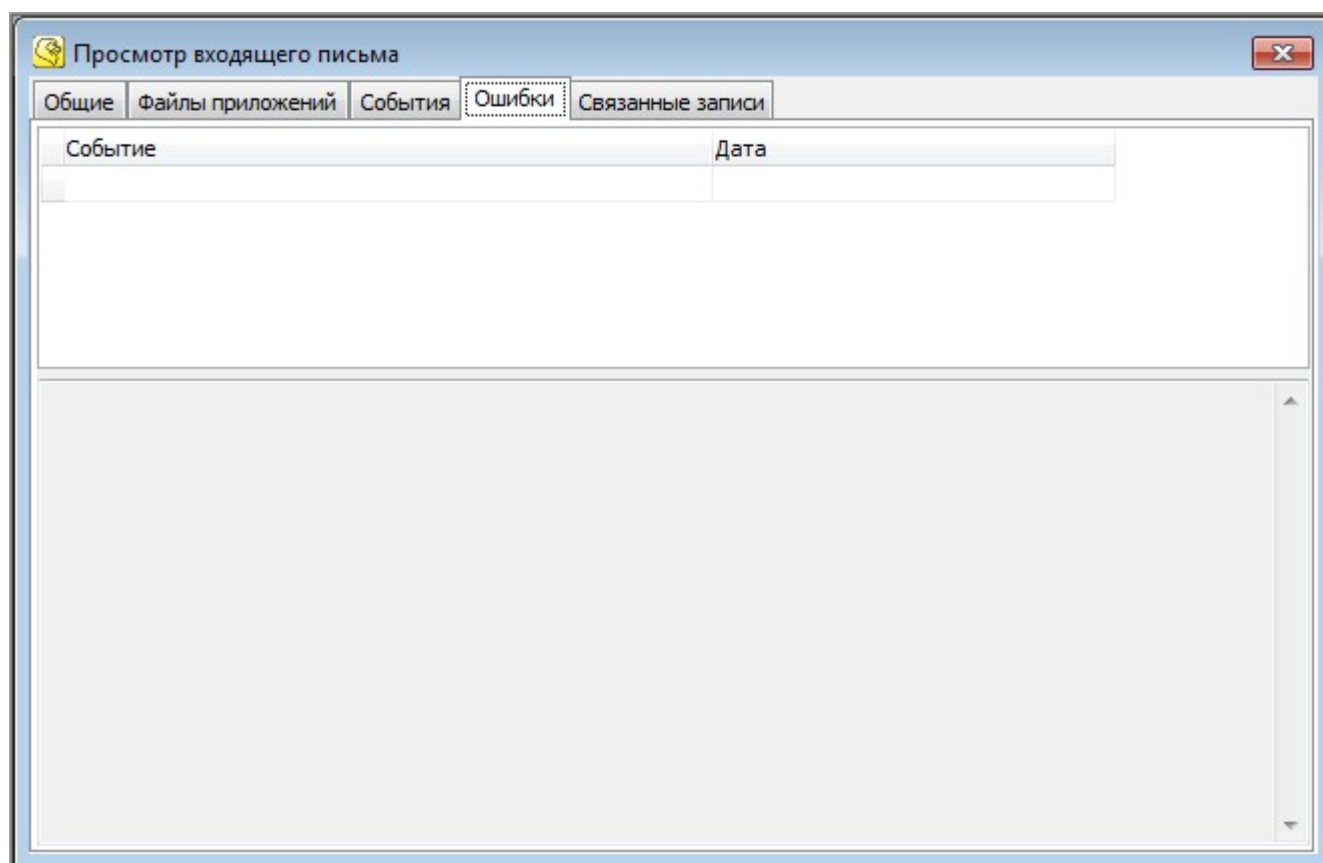 Просмотр входящего письма
Общие Файлы приложений События Ошибки Связанные записи
Событие Дата